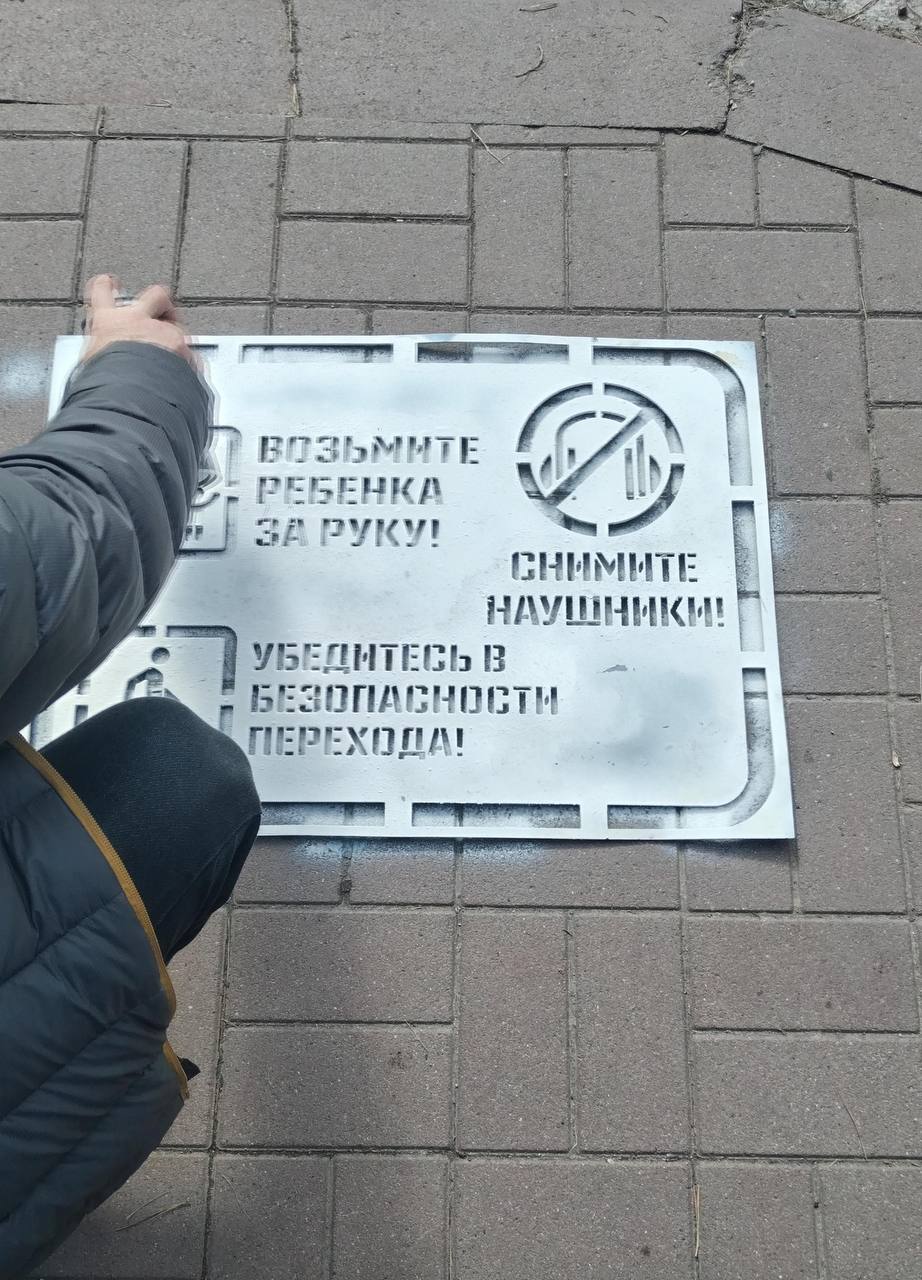 ВОЗЬМИТЕ
РЕБЕНКА
ЗА РУКУ!
СНИМИТЕ
НАУШНИКИ!
УБЕДИТЕСЬ В
БЕЗОПАСНОСТИ
ПЕРЕХОДА!